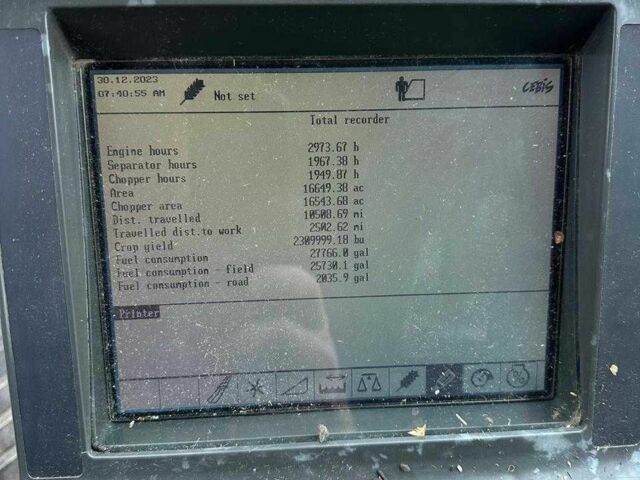 30.12.2023
07:40:55 AM
Not set
CEBIS
Total recorder
Engine hours 2973.67 h
Separator hours 1967.38 h
Chopper hours 1949.87 h
Area 16649.38 ac
Chopper area 16543.68 ac
Dist. travelled 10508.69 mi
Travelled dist.to work 2502.62 mi
Crop yield 2309999.18 bu
Fuel consumption 27766.0 gal
Fuel consumption - field 25730.1 gal
Fuel consumption - road 2035.9 gal
Printer